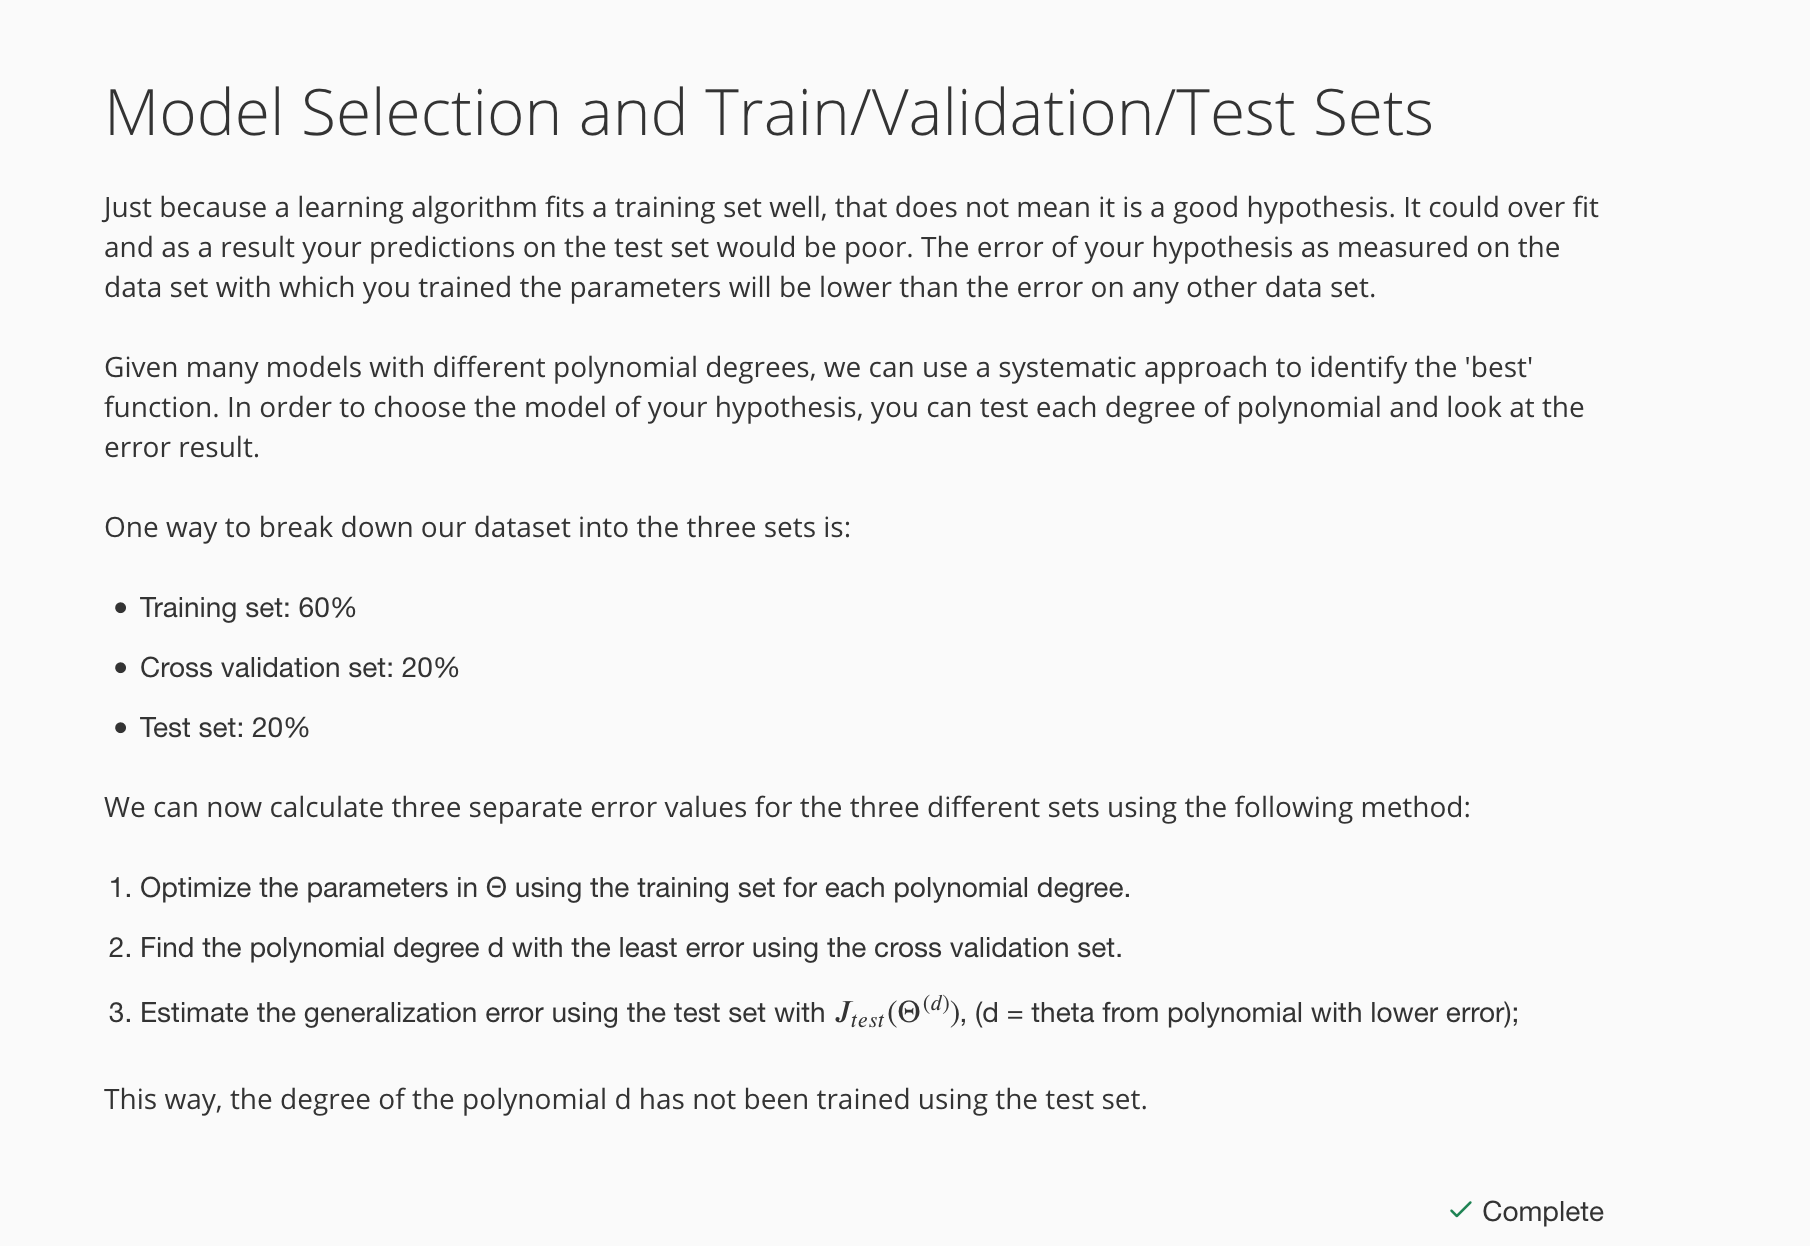 Model Selection and Train/Validation/Test Sets
Just because a learning algorithm fits a training set well, that does not mean it is a good hypothesis. It could over fit
and as a result your predictions on the test set would be poor. The error of your hypothesis as measured on the
data set with which you trained the parameters will be lower than the error on any other data set.
Given many models with different polynomial degrees, we can use a systematic approach to identify the 'best'
function. In order to choose the model of your hypothesis, you can test each degree of polynomial and look at the
error result.
One way to break down our dataset into the three sets is:
• Training set: 60%
• Cross validation set: 20%
• Test set: 20%
We can now calculate three separate error values for the three different sets using the following method:
1. Optimize the parameters in Θ using the training set for each polynomial degree.
2. Find the polynomial degree d with the least error using the cross validation set.
3. Estimate the generalization error using the test set with J_{test}(Θ^{(d)}), (d = theta from polynomial with lower error);
This way, the degree of the polynomial d has not been trained using the test set.
✓ Complete